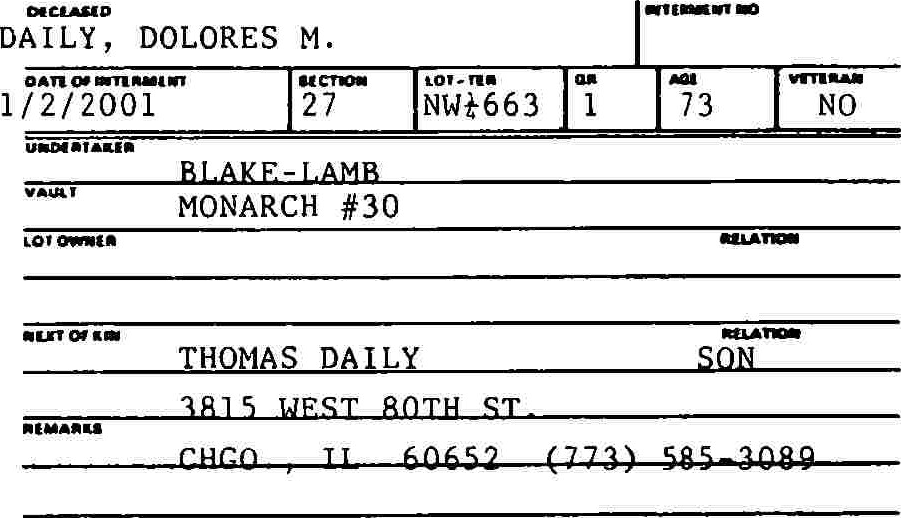 DECEASED INTERMENT NO
DAILY, DOLORES M.
DATE OF INTERMENT SECTION LOT-TER GR AGE VETERAN
1/2/2001 27 NW¼663 1 73 NO
UNDERTAKER
BLAKE-LAMB
VAULT
MONARCH #30
LOT OWNER RELATION
NEXT OF KIN RELATION
THOMAS DAILY SON
3815 WEST 80TH ST.
REMARKS
CHGO , IL 60652 (773) 585-3089